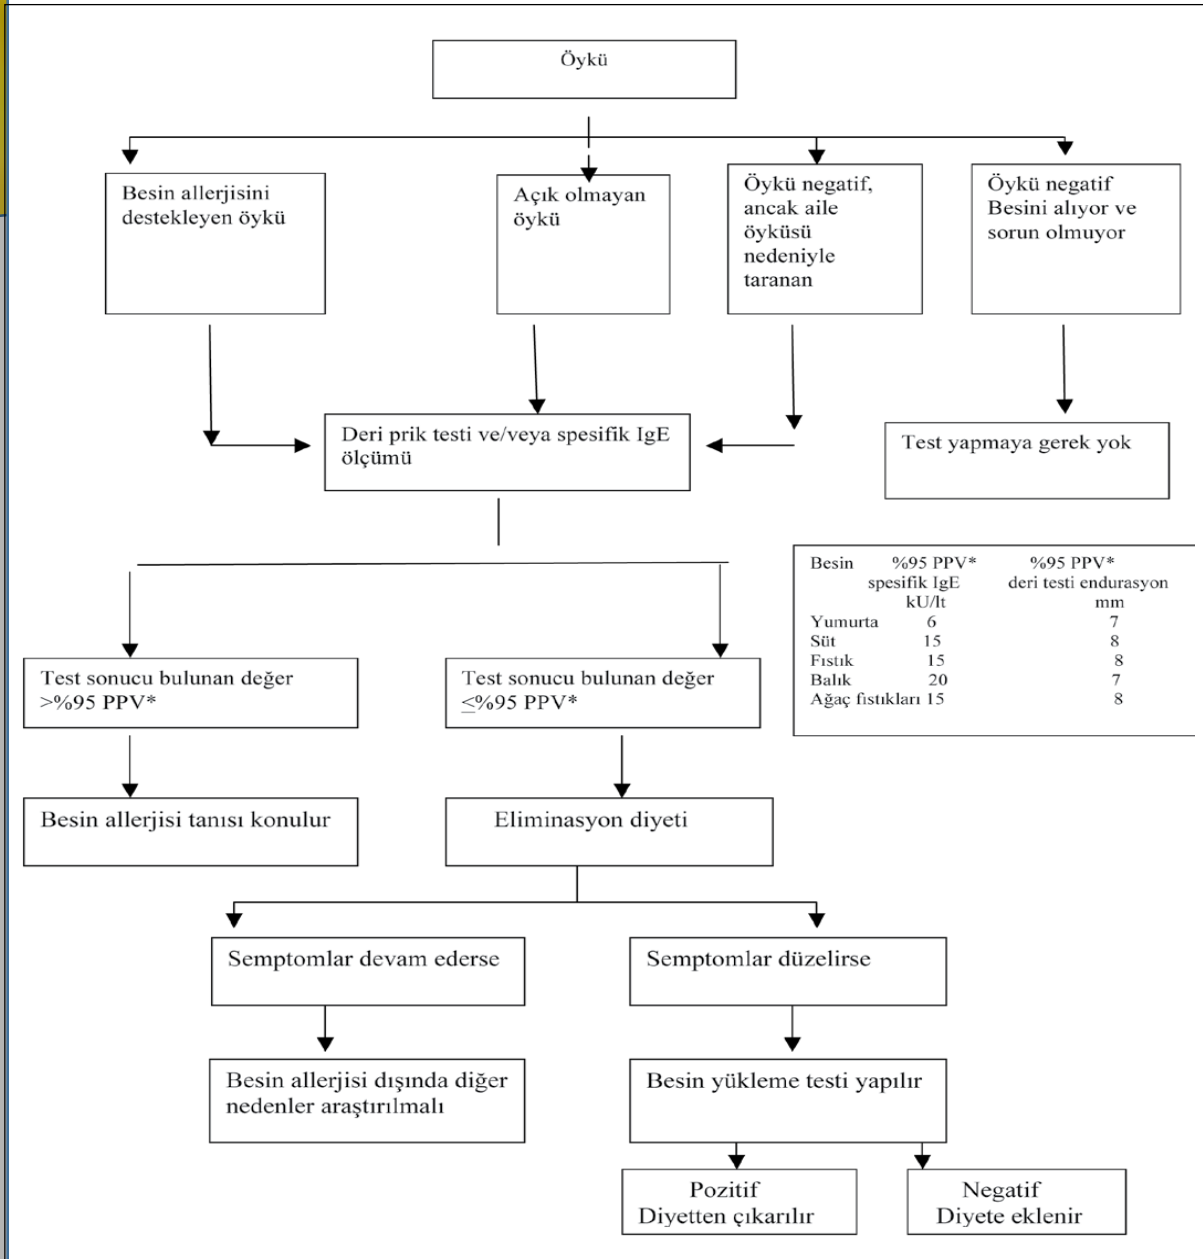 Öykü
Besin allerjisini
destekleyen öykü
Açık olmayan
öykü
Öykü negatif,
ancak aile
öyküsü
nedeniyle
taranan
Öykü negatif
Besini alıyor ve
sorun olmuyor
Deri prik testi ve/veya spesifik IgE
ölçümü
Test yapmaya gerek yok
Besin %95 PPV* %95 PPV*
spesifik IgE deri testi endurasyon
kU/lt mm
Yumurta 6 7
Süt 15 8
Fıstık 15 8
Balık 20 7
Ağaç fıstıkları 15 8
Test sonucu bulunan değer
>%95 PPV*
Test sonucu bulunan değer
≤%95 PPV*
Besin allerjisi tanısı konulur
Eliminasyon diyeti
Semptomlar devam ederse
Semptomlar düzelirse
Besin allerjisi dışında diğer
nedenler araştırılmalı
Besin yükleme testi yapılır
Pozitif
Diyetten çıkarılır
Negatif
Diyete eklenir